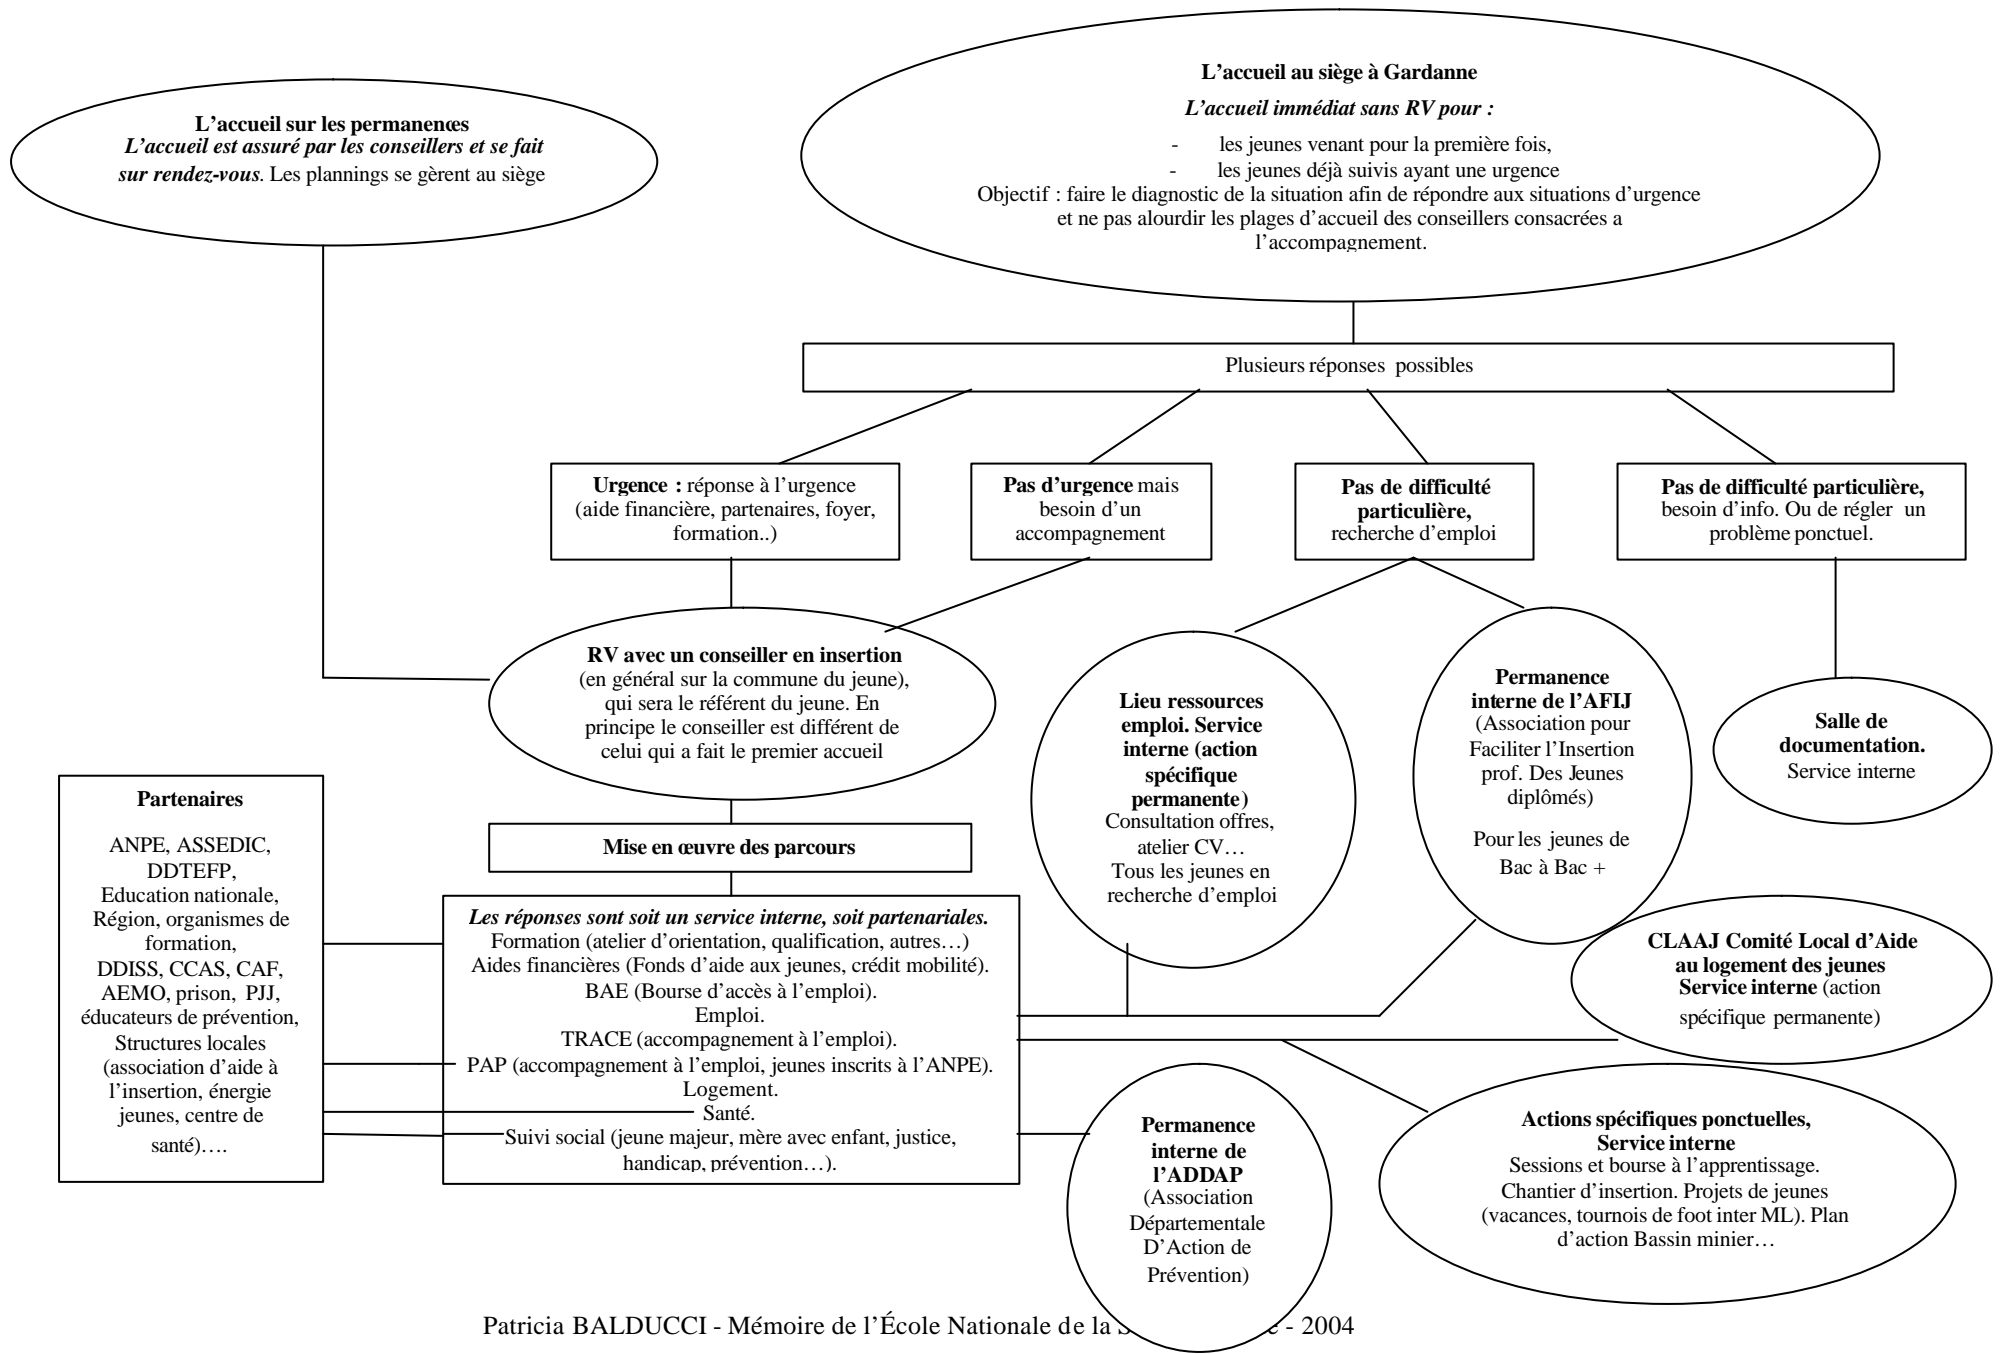 L'accueil sur les permanences
L'accueil est assuré par les conseillers et se fait
sur rendez-vous. Les plannings se gèrent au siège
L'accueil au siège à Gardanne
L'accueil immédiat sans RV pour :
- les jeunes venant pour la première fois,
- les jeunes déjà suivis ayant une urgence
Objectif : faire le diagnostic de la situation afin de répondre aux situations d'urgence
et ne pas alourdir les plages d'accueil des conseillers consacrées a
l'accompagnement.
Plusieurs réponses possibles
Urgence : réponse à l'urgence
(aide financière, partenaires, foyer,
formation..)
Pas d'urgence mais
besoin d'un
accompagnement
Pas de difficulté
particulière,
recherche d'emploi
Pas de difficulté particulière,
besoin d'info. Ou de régler un
problème ponctuel.
RV avec un conseiller en insertion
(en général sur la commune du jeune),
qui sera le référent du jeune. En
principe le conseiller est différent de
celui qui a fait le premier accueil
Lieu ressources
emploi. Service
interne (action
spécifique
permanente)
Consultation offres,
atelier CV…
Tous les jeunes en
recherche d'emploi
Permanence
interne de l'AFIJ
(Association pour
Faciliter l'Insertion
prof. Des Jeunes
diplômés)
Pour les jeunes de
Bac à Bac +
Salle de
documentation.
Service interne
Partenaires
ANPE, ASSEDIC,
DDTEFP,
Education nationale,
Région, organismes de
formation,
DDISS, CCAS, CAF,
AEMO, prison, PJJ,
éducateurs de prévention,
Structures locales
(association d'aide à
l'insertion, énergie
jeunes, centre de
santé)….
Mise en œuvre des parcours
Les réponses sont soit un service interne, soit partenariales.
Formation (atelier d'orientation, qualification, autres…)
Aides financières (Fonds d'aide aux jeunes, crédit mobilité).
BAE (Bourse d'accès à l'emploi).
Emploi.
TRACE (accompagnement à l'emploi).
PAP (accompagnement à l'emploi, jeunes inscrits à l'ANPE).
Logement.
Santé.
Suivi social (jeune majeur, mère avec enfant, justice,
handicap, prévention…).
CLAAJ Comité Local d'Aide
au logement des jeunes
Service interne (action
spécifique permanente)
Permanence
interne de
l'ADDAP
(Association
Départementale
D'Action de
Prévention)
Actions spécifiques ponctuelles,
Service interne
Sessions et bourse à l'apprentissage.
Chantier d'insertion. Projets de jeunes
(vacances, tournois de foot inter ML). Plan
d'action Bassin minier…
Patricia BALDUCCI - Mémoire de l'École Nationale de la - 2004